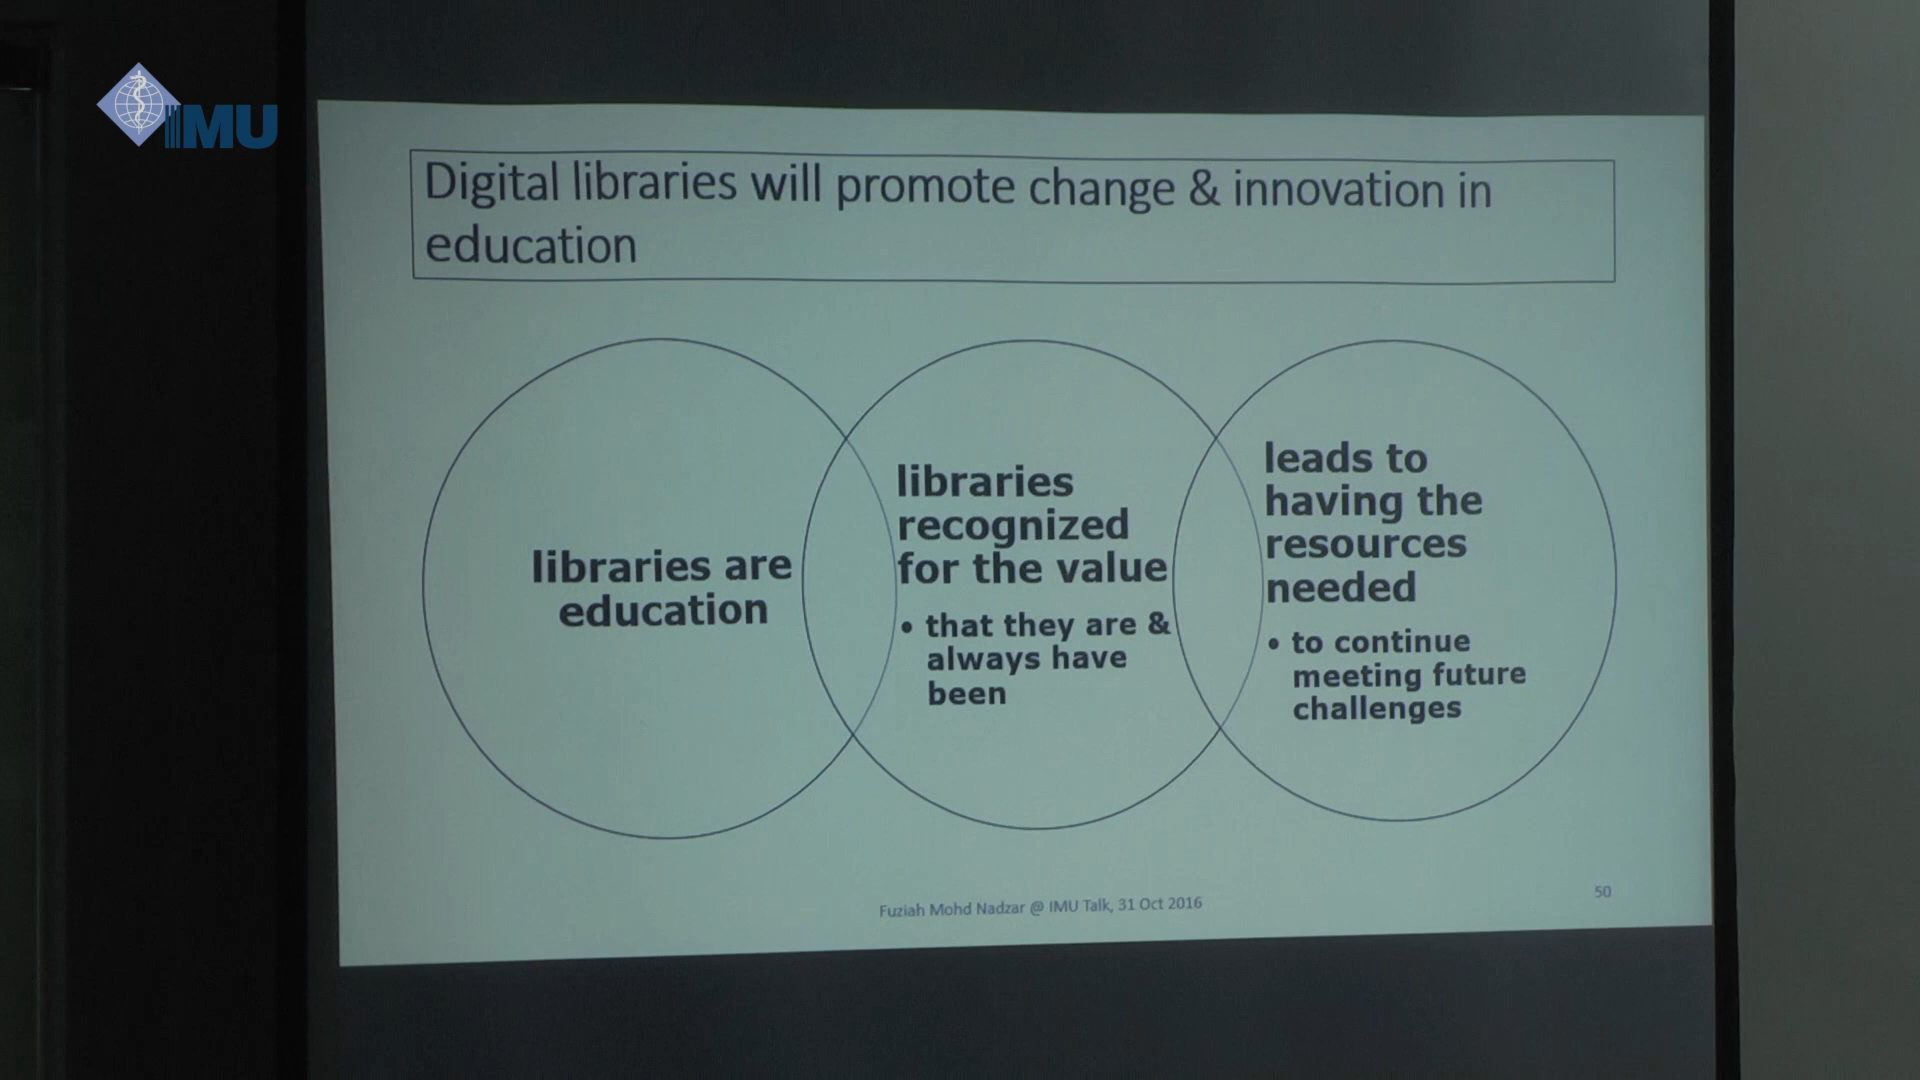 IMU
Digital libraries will promote change & innovation in
education
libraries are
education
libraries
recognized
for the value
• that they are &
always have
been
leads to
having the
resources
needed
• to continue
meeting future
challenges
Fuziah Mohd Nadzar @ IMU Talk, 31 Oct 2016
50